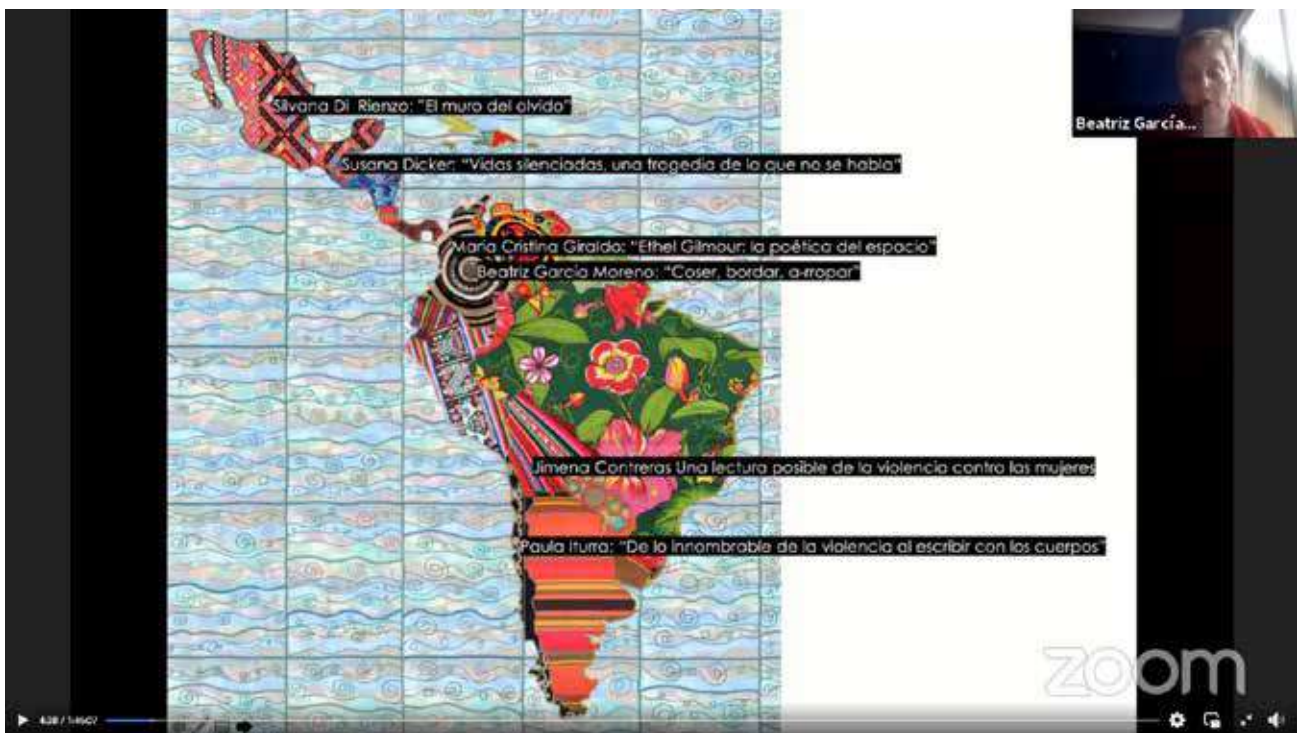 Beatriz García...
Silvana Di Rienzo: "El muro del olvido"
Susana Dicker: "Vidas silenciadas, una tragedia de la que no se habla"
María Cristina Giraldo: "Ethel Gilmour: la poética del espacio"
Beatriz García Moreno: "Coser, bordar, a-rropar"
Jimena Contreras Una lectura posible de la violencia contra las mujeres
Paula Iturra: "De lo innombrable de la violencia al escribir con los cuerpos"
zoom